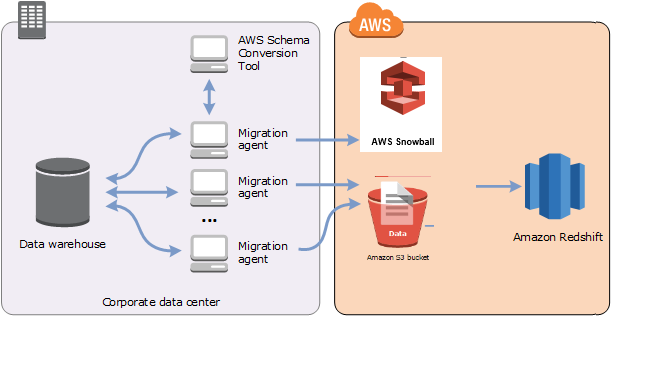 AWS
AWS Schema
Conversion
Tool
AWS Snowball
Migration
agent
Migration
agent
...
Migration
agent
Data warehouse
Data
Amazon S3 bucket
Amazon Redshift
Corporate data center